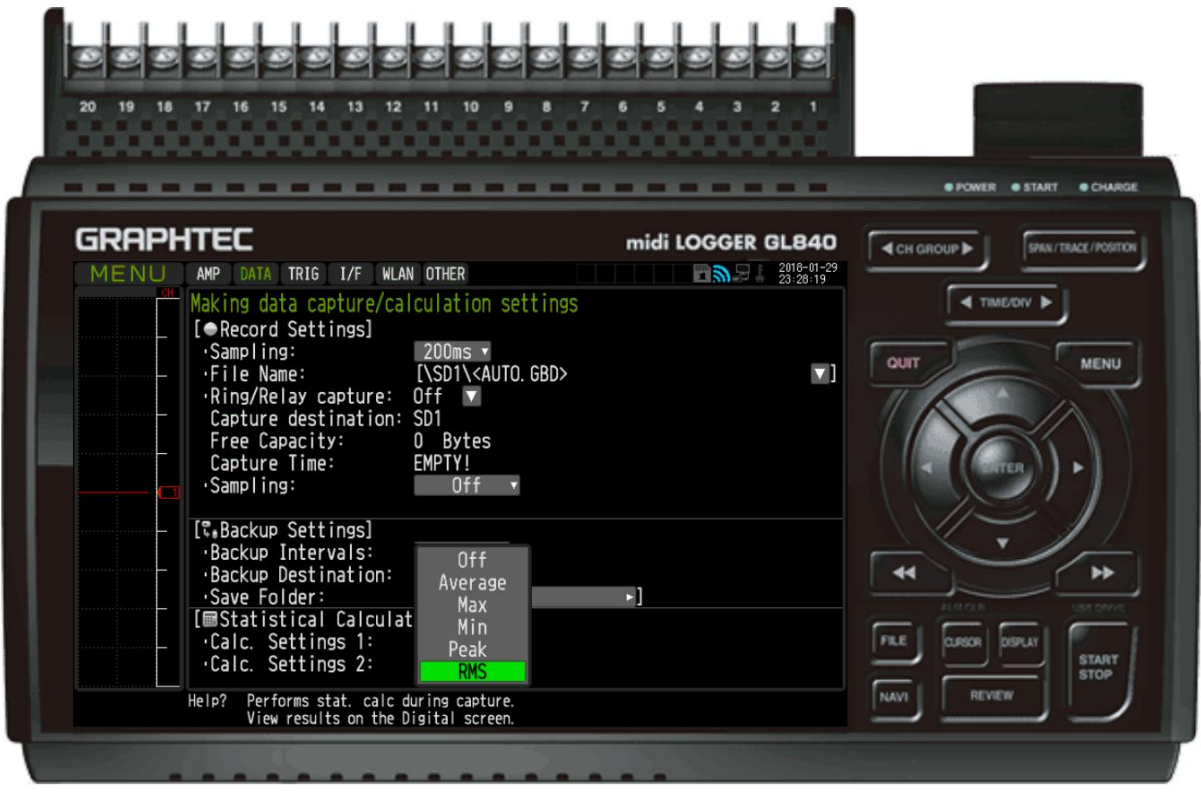 20 19 18 17 16 15 14 13 12 11 10 9 8 7 6 5 4 3 2 1
POWER START CHARGE
GRAPHTEC
midi LOGGER GL840
CH GROUP
SPAN/TRACE/POSITION
MENU AMP DATA TRIG I/F WLAN OTHER
2018-01-29
23:28:19
TIME/DIV
CH
Making data capture/calculation settings
[Record Settings]
·Sampling: 200ms
·File Name: [\SD1\<AUTO.GBD> ]
·Ring/Relay capture: Off
Capture destination: SD1
Free Capacity: 0 Bytes
Capture Time: EMPTY!
·Sampling: Off
1
[Backup Settings]
·Backup Intervals:
·Backup Destination:
·Save Folder: ]
[Statistical Calculat
·Calc. Settings 1:
·Calc. Settings 2:
Off
Average
Max
Min
Peak
RMS
Help? Performs stat. calc during capture.
View results on the Digital screen.
QUIT
MENU
ENTER
ALM CLR
USB DRIVE
FILE
CURSOR
DISPLAY
START
STOP
NAVI
REVIEW